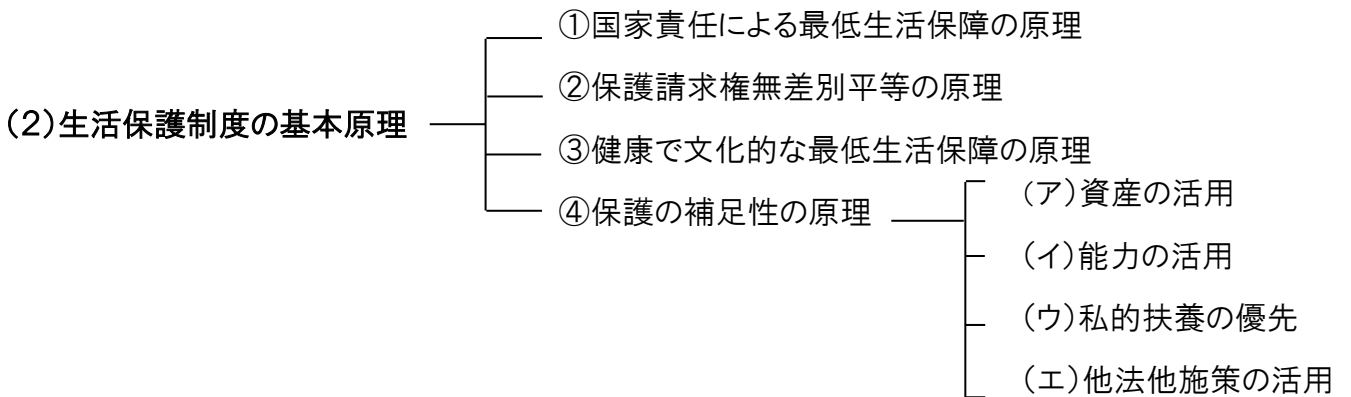 (2)生活保護制度の基本原理
①国家責任による最低生活保障の原理
②保護請求権無差別平等の原理
③健康で文化的な最低生活保障の原理
④保護の補足性の原理
(ア)資産の活用
(イ)能力の活用
(ウ)私的扶養の優先
(エ)他法他施策の活用